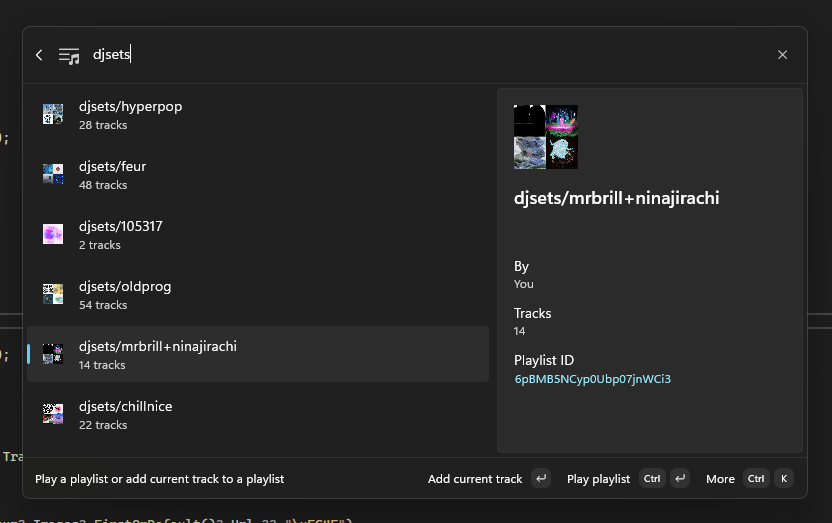 djsets
djsets/hyperpop
28 tracks
djsets/feur
48 tracks
djsets/105317
2 tracks
djsets/oldprog
54 tracks
djsets/mrbrill+ninajirachi
14 tracks
djsets/chillnice
22 tracks
djsets/mrbrill+ninajirachi
By
You
Tracks
14
Playlist ID
6pBMB5NCyp0Ubp07jnWCi3
);
);
Tra
Play a playlist or add current track to a playlist
Add current track Play playlist Ctrl More Ctrl K